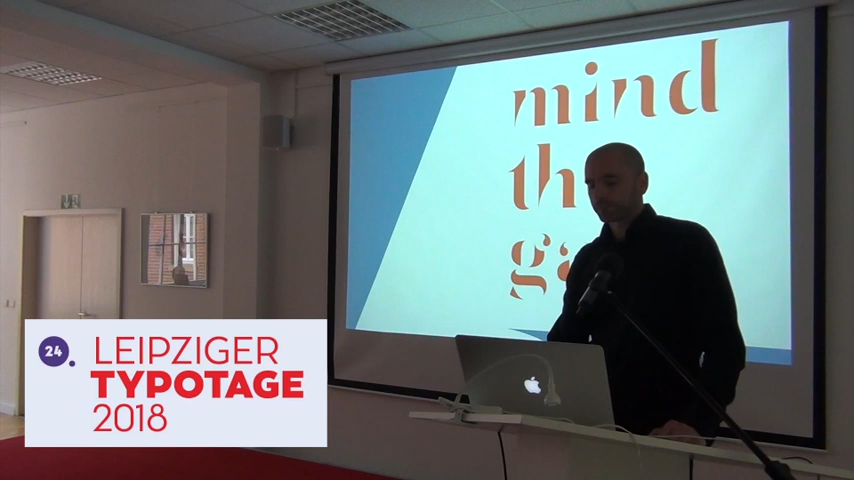 mind
th
ga
24.
LEIPZIGER
TYPOTAGE
2018